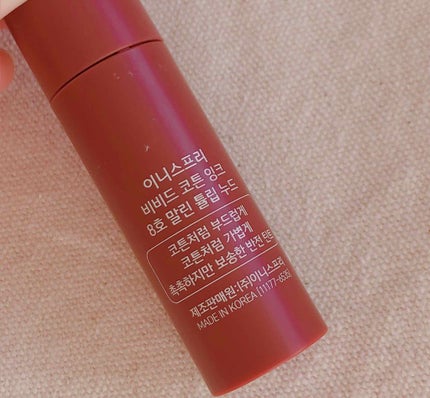 이니스프리
비비드 코튼 잉크
8호 말린 튤립 누드
코튼처럼 부드럽게
코튼처럼 가볍게
촉촉하지만 보송한 반전 틴트
제조판매원:(주)이니스프리
MADE IN KOREA